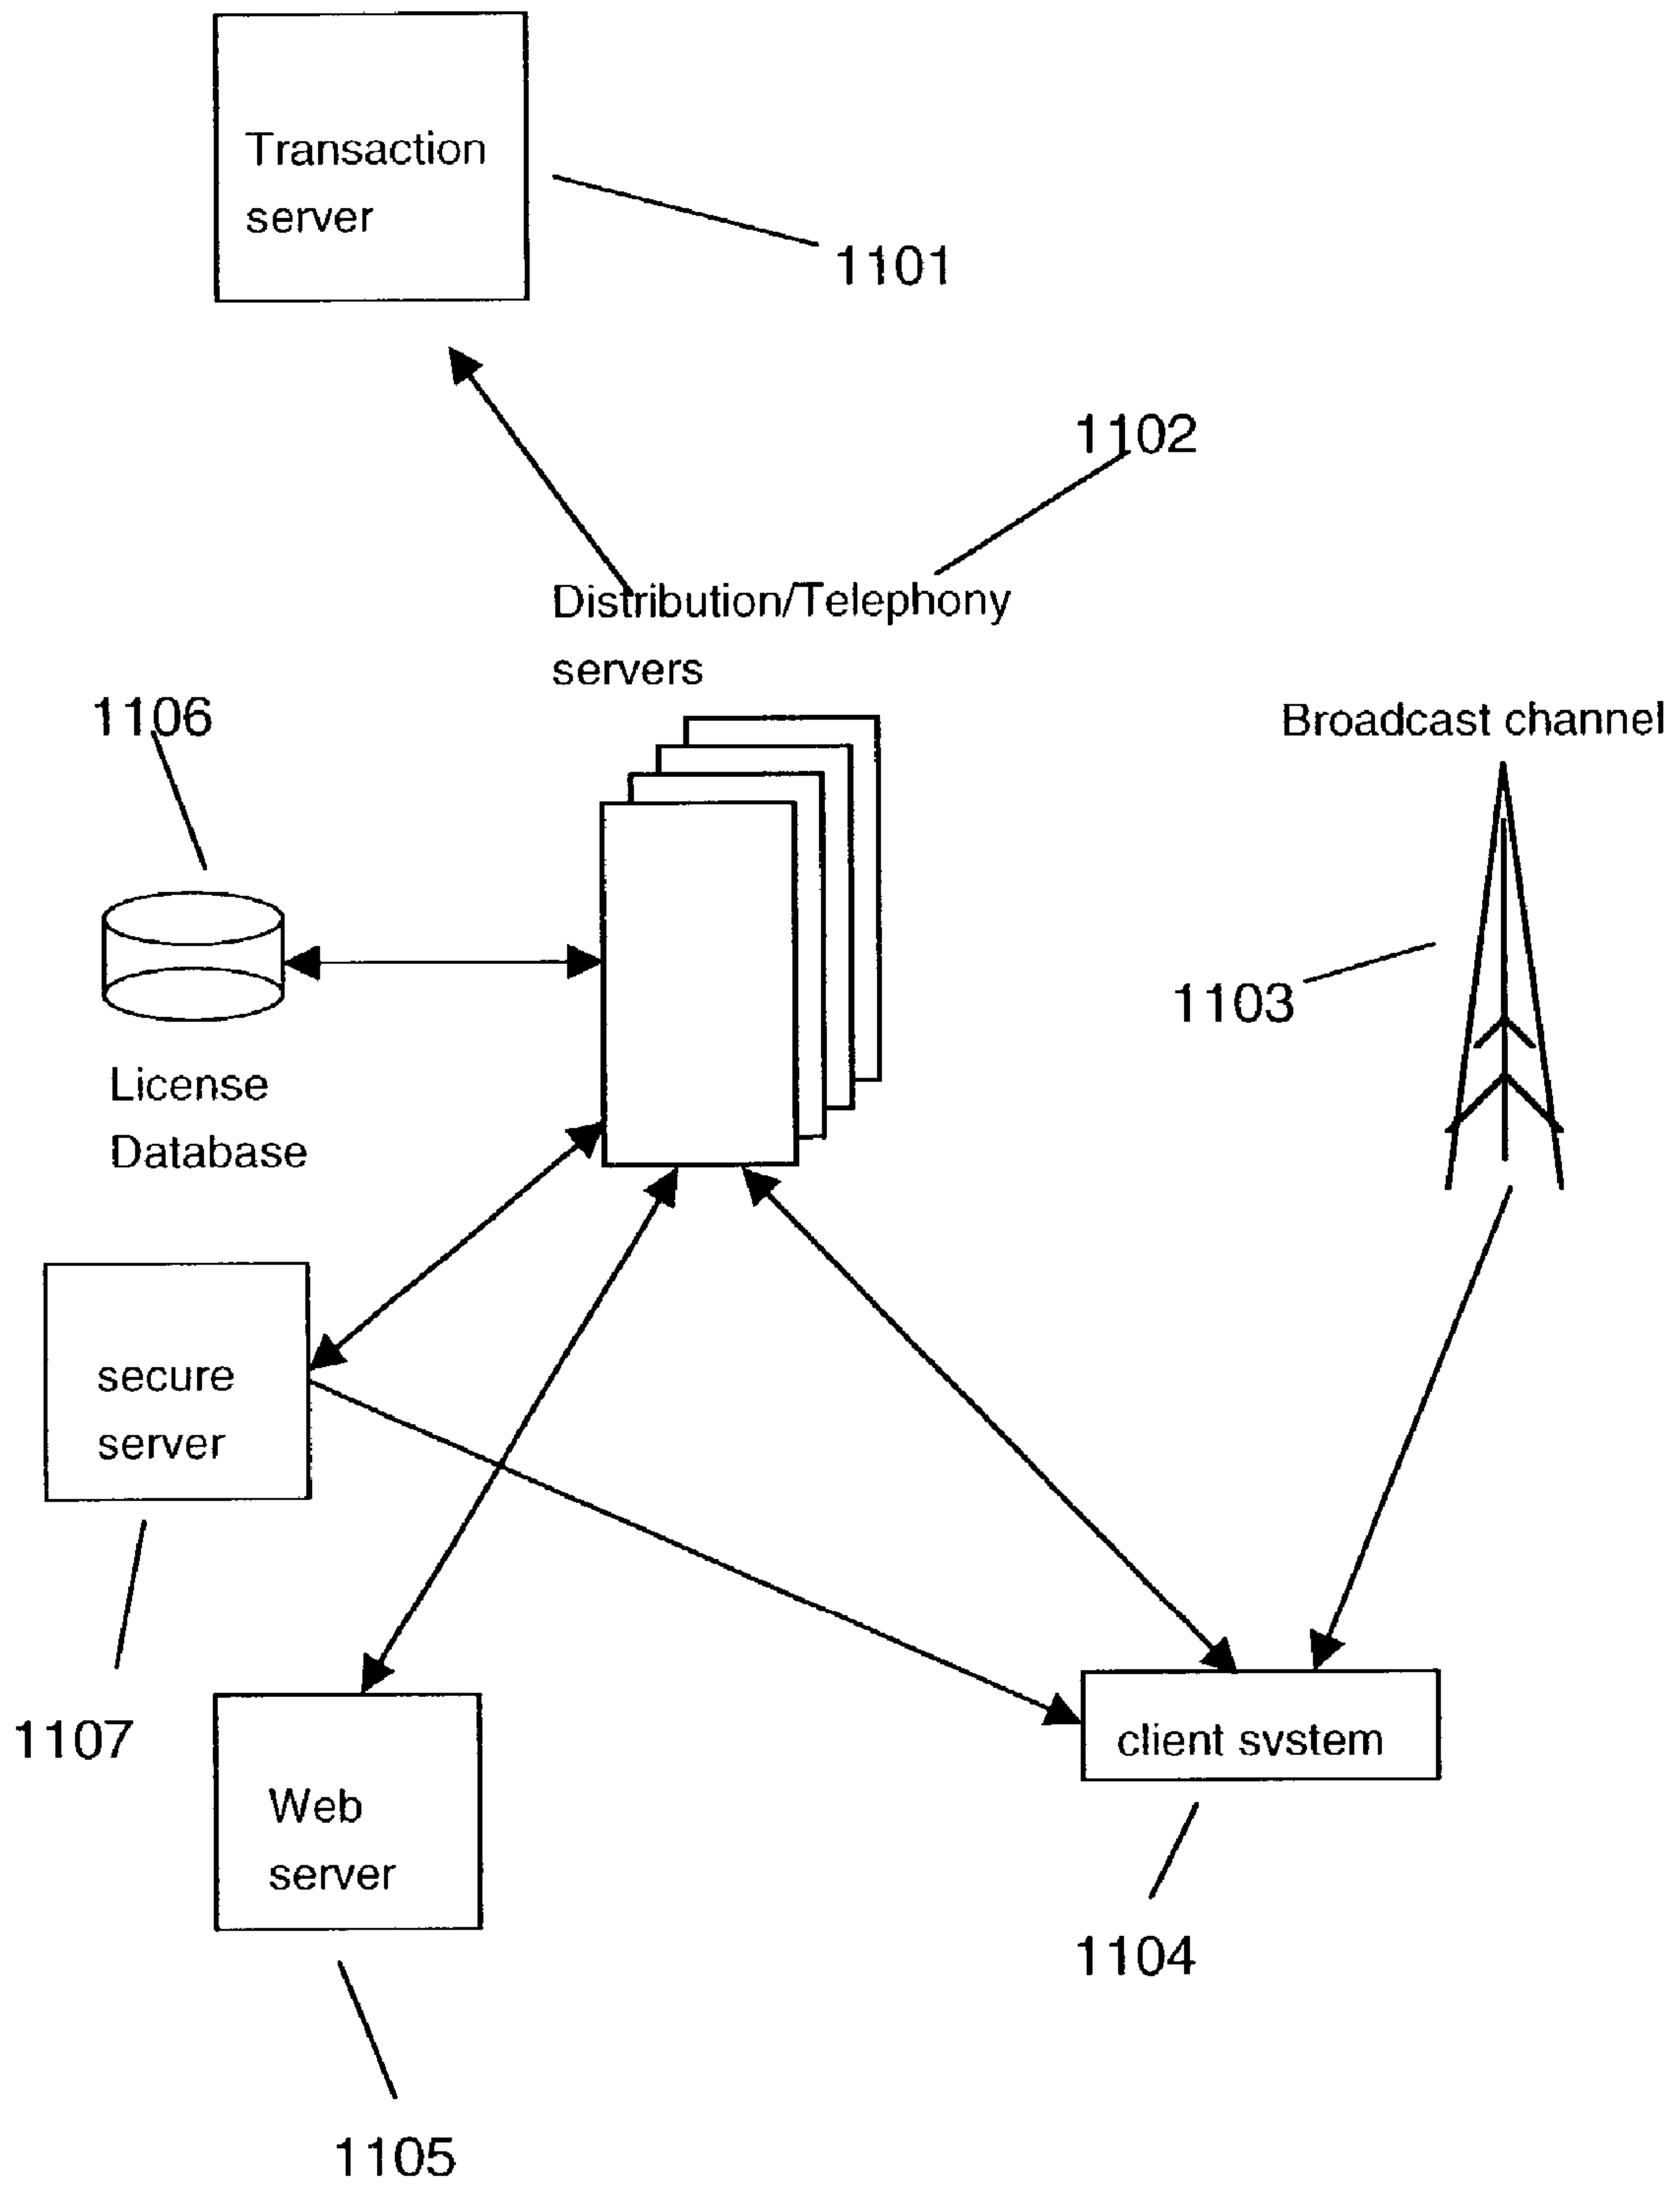 Transaction
server
1101
1102
Distribution/Telephony
servers
1106
Broadcast channel
1103
License
Database
secure
server
1107
client svstem
Web
server
1104
1105